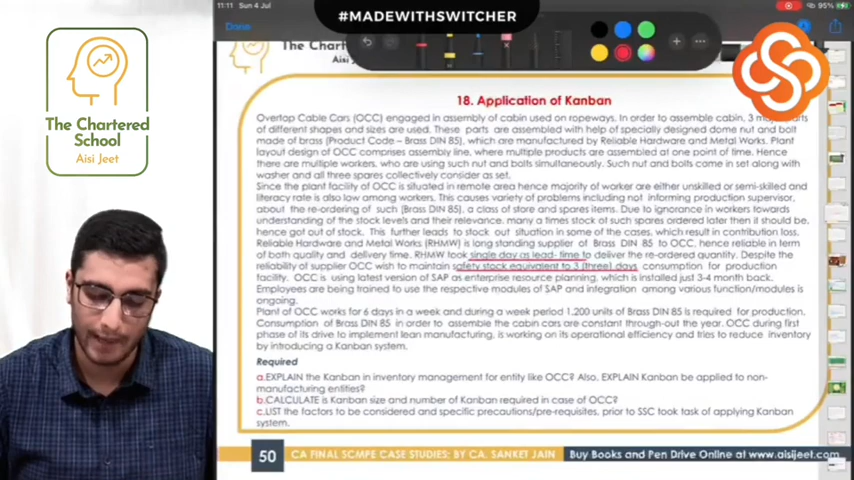 11:11 Sun 4 Jul
#MADEWITHSWITCHER
95%
Done
The Chartered
School
Aisi Jeet
18. Application of Kanban
Overtop Cable Cars (OCC) engaged in assembly of cabin used on ropeways. In order to assemble cabin, 3 major parts
of different shapes and sizes are used. These parts are assembled with help of specially designed dome nut and bolt
made of brass (Product Code – Brass DIN 85), which are manufactured by Reliable Hardware and Metal Works. Plant
layout design of OCC comprises assembly line, where multiple products are assembled at one point of time. Hence
there are multiple workers, who are using such nut and bolts simultaneously. Such nut and bolts came in set along with
washer and all three spares collectively consider as set.
Since the plant facility of OCC is situated in remote area hence majority of worker are either unskilled or semi-skilled and
literacy rate is also low among workers. This causes variety of problems including not informing production supervisor,
about the re-ordering of such (Brass DIN 85), a class of store and spares items. Due to ignorance in workers towards
understanding of the stock levels and their relevance, many a times stock of such spares ordered later then it should be,
hence got out of stock. This further leads to stock out situation in some of the cases, which result in contribution loss.
Reliable Hardware and Metal Works (RHMW) is long standing supplier of Brass DIN 85 to OCC, hence reliable in term
of bath quality and delivery time. RHMW took single day as lead- time to deliver the re-ordered quantity. Despite the
reliability of supplier OCC wish to maintain safety stock equivalent to 3 (three) days consumption for production
facility. OCC is using latest version of SAP as enterprise resource planning, which is installed just 3-4 month back.
Employees are being trained to use the respective modules of SAP and integration among various function/modules is
ongoing.
Plant of OCC works for 6 days in a week and during a week period 1,200 units of Brass DIN 85 is required for production.
Consumption of Brass DIN 85 in order to assemble the cabin cars are constant through-out the year. OCC during first
phase of its drive to implement lean manufacturing, is working on its operational efficiency and tries to reduce inventory
by introducing a Kanban system.
Required
a.EXPLAIN the Kanban in inventory management for entity like OCC? Also, EXPLAIN Kanban be applied to non-
manufacturing entities?
b.CALCULATE is Kanban size and number of Kanban required in case of OCC?
c.LIST the factors to be considered and specific precautions/pre-requisites, prior to SSC took task of applying Kanban
system.
50 CA FINAL SCMPE CASE STUDIES: BY CA. SANKET JAIN Buy Books and Pen Drive Online at www.aisijeet.com